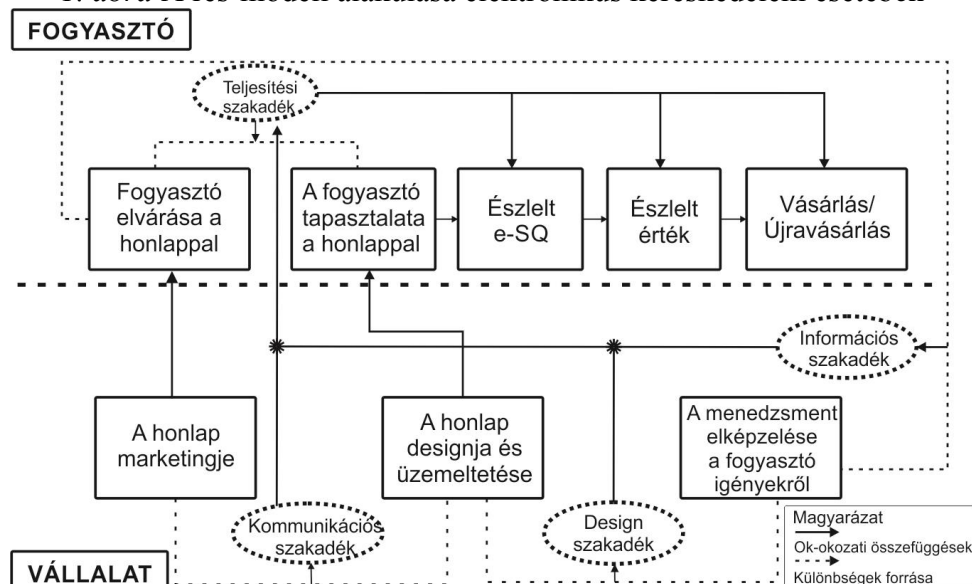 FOGYASZTÓ
Teljesítési
szakadék
Fogyasztó
elvárása a
honlappal
A fogyasztó
tapasztalata
a honlappal
Észlelt
e-SQ
Észlelt
érték
Vásárlás/
Újravásárlás
Információs
szakadék
A honlap
marketingje
A honlap
designja és
üzemeltetése
A menedzsment
elképzelése
a fogyasztó
igényekről
Kommunikációs
szakadék
Design
szakadék
Magyarázat
Ok-okozati összefüggések
Különbségek forrása
VÁLLALAT